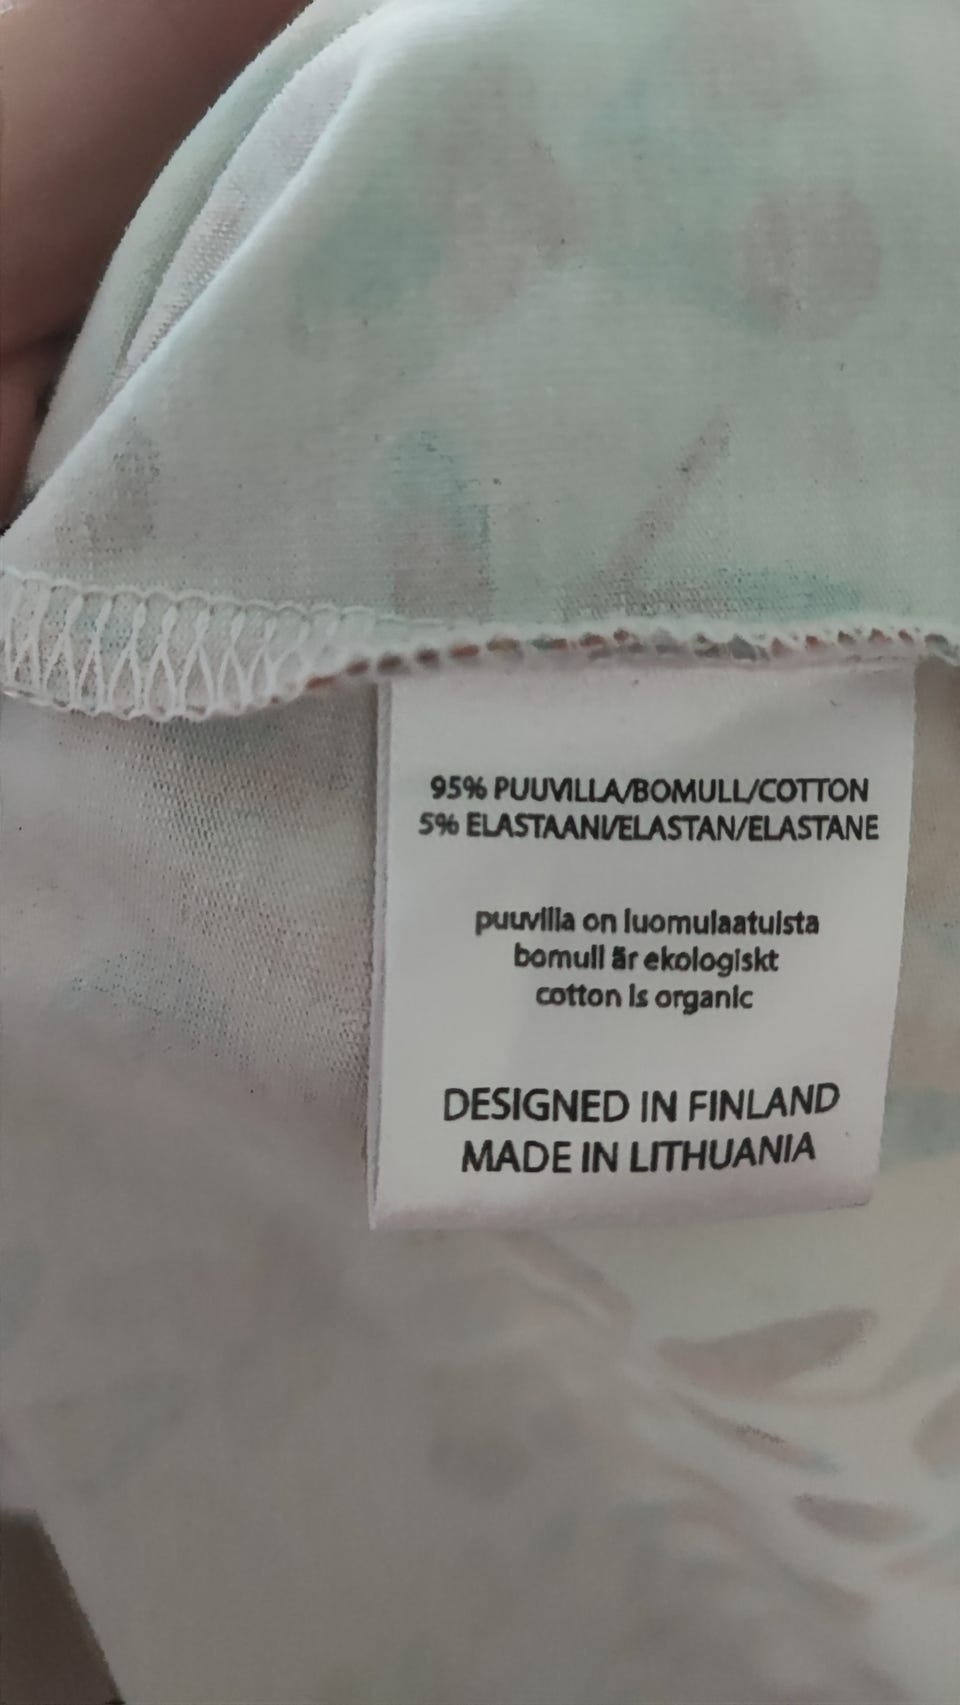 95% PUUVILLA/BOMULL/COTTON
5% ELASTAANI/ELASTAN/ELASTANE
puuvilla on luomulaatuista
bomull är ekologiskt
cotton is organic
DESIGNED IN FINLAND
MADE IN LITHUANIA